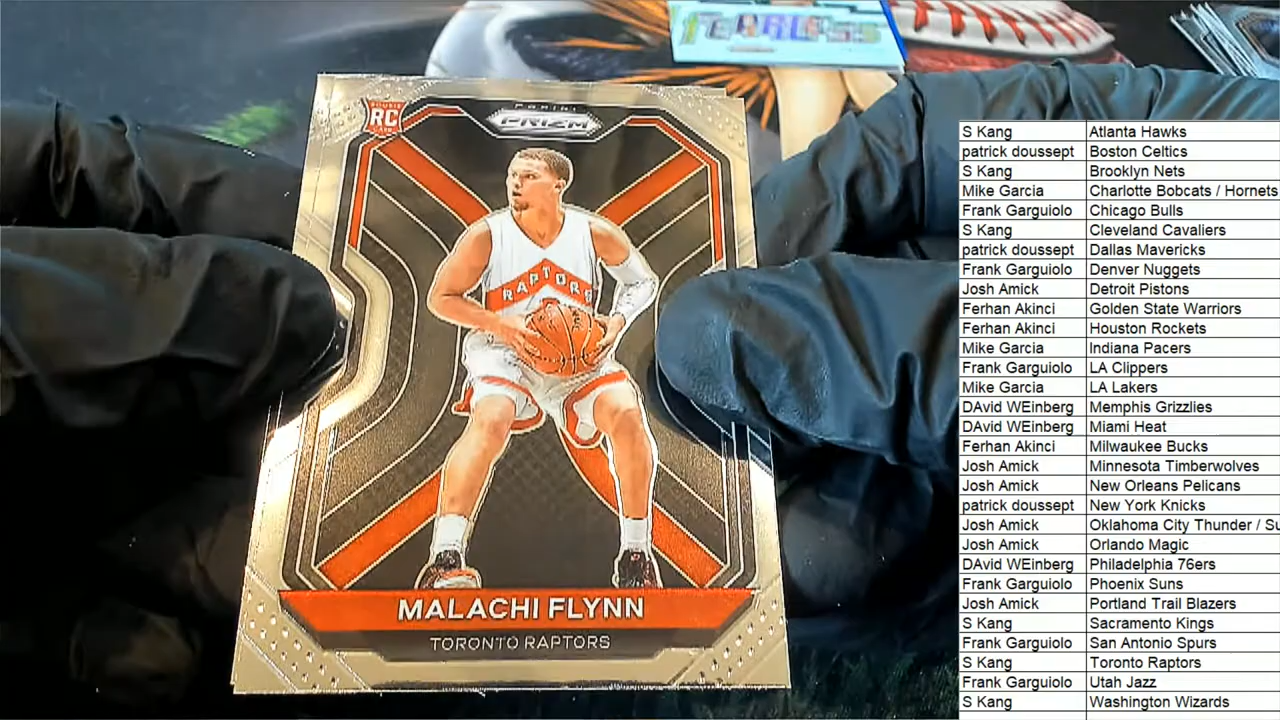 FEARLESS
ROOKIE
RC
CARD
PANINI
PRIZM
RAPTORS
MALACHI FLYNN
TORONTO RAPTORS
S Kang Atlanta Hawks
patrick doussept Boston Celtics
S Kang Brooklyn Nets
Mike Garcia Charlotte Bobcats / Hornets
Frank Garguiolo Chicago Bulls
S Kang Cleveland Cavaliers
patrick doussept Dallas Mavericks
Frank Garguiolo Denver Nuggets
Josh Amick Detroit Pistons
Ferhan Akinci Golden State Warriors
Ferhan Akinci Houston Rockets
Mike Garcia Indiana Pacers
Frank Garguiolo LA Clippers
Mike Garcia LA Lakers
DAvid WEinberg Memphis Grizzlies
DAvid WEinberg Miami Heat
Ferhan Akinci Milwaukee Bucks
Josh Amick Minnesota Timberwolves
Josh Amick New Orleans Pelicans
patrick doussept New York Knicks
Josh Amick Oklahoma City Thunder / Su
Josh Amick Orlando Magic
DAvid WEinberg Philadelphia 76ers
Frank Garguiolo Phoenix Suns
Josh Amick Portland Trail Blazers
S Kang Sacramento Kings
Frank Garguiolo San Antonio Spurs
S Kang Toronto Raptors
Frank Garguiolo Utah Jazz
S Kang Washington Wizards